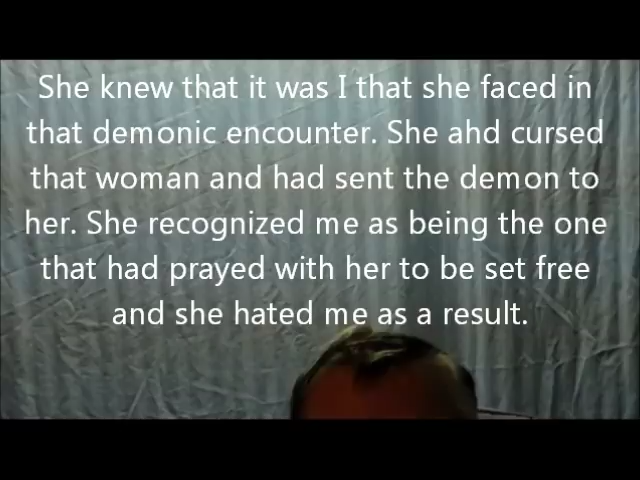 She knew that it was I that she faced in
that demonic encounter. She ahd cursed
that woman and had sent the demon to
her. She recognized me as being the one
that had prayed with her to be set free
and she hated me as a result.